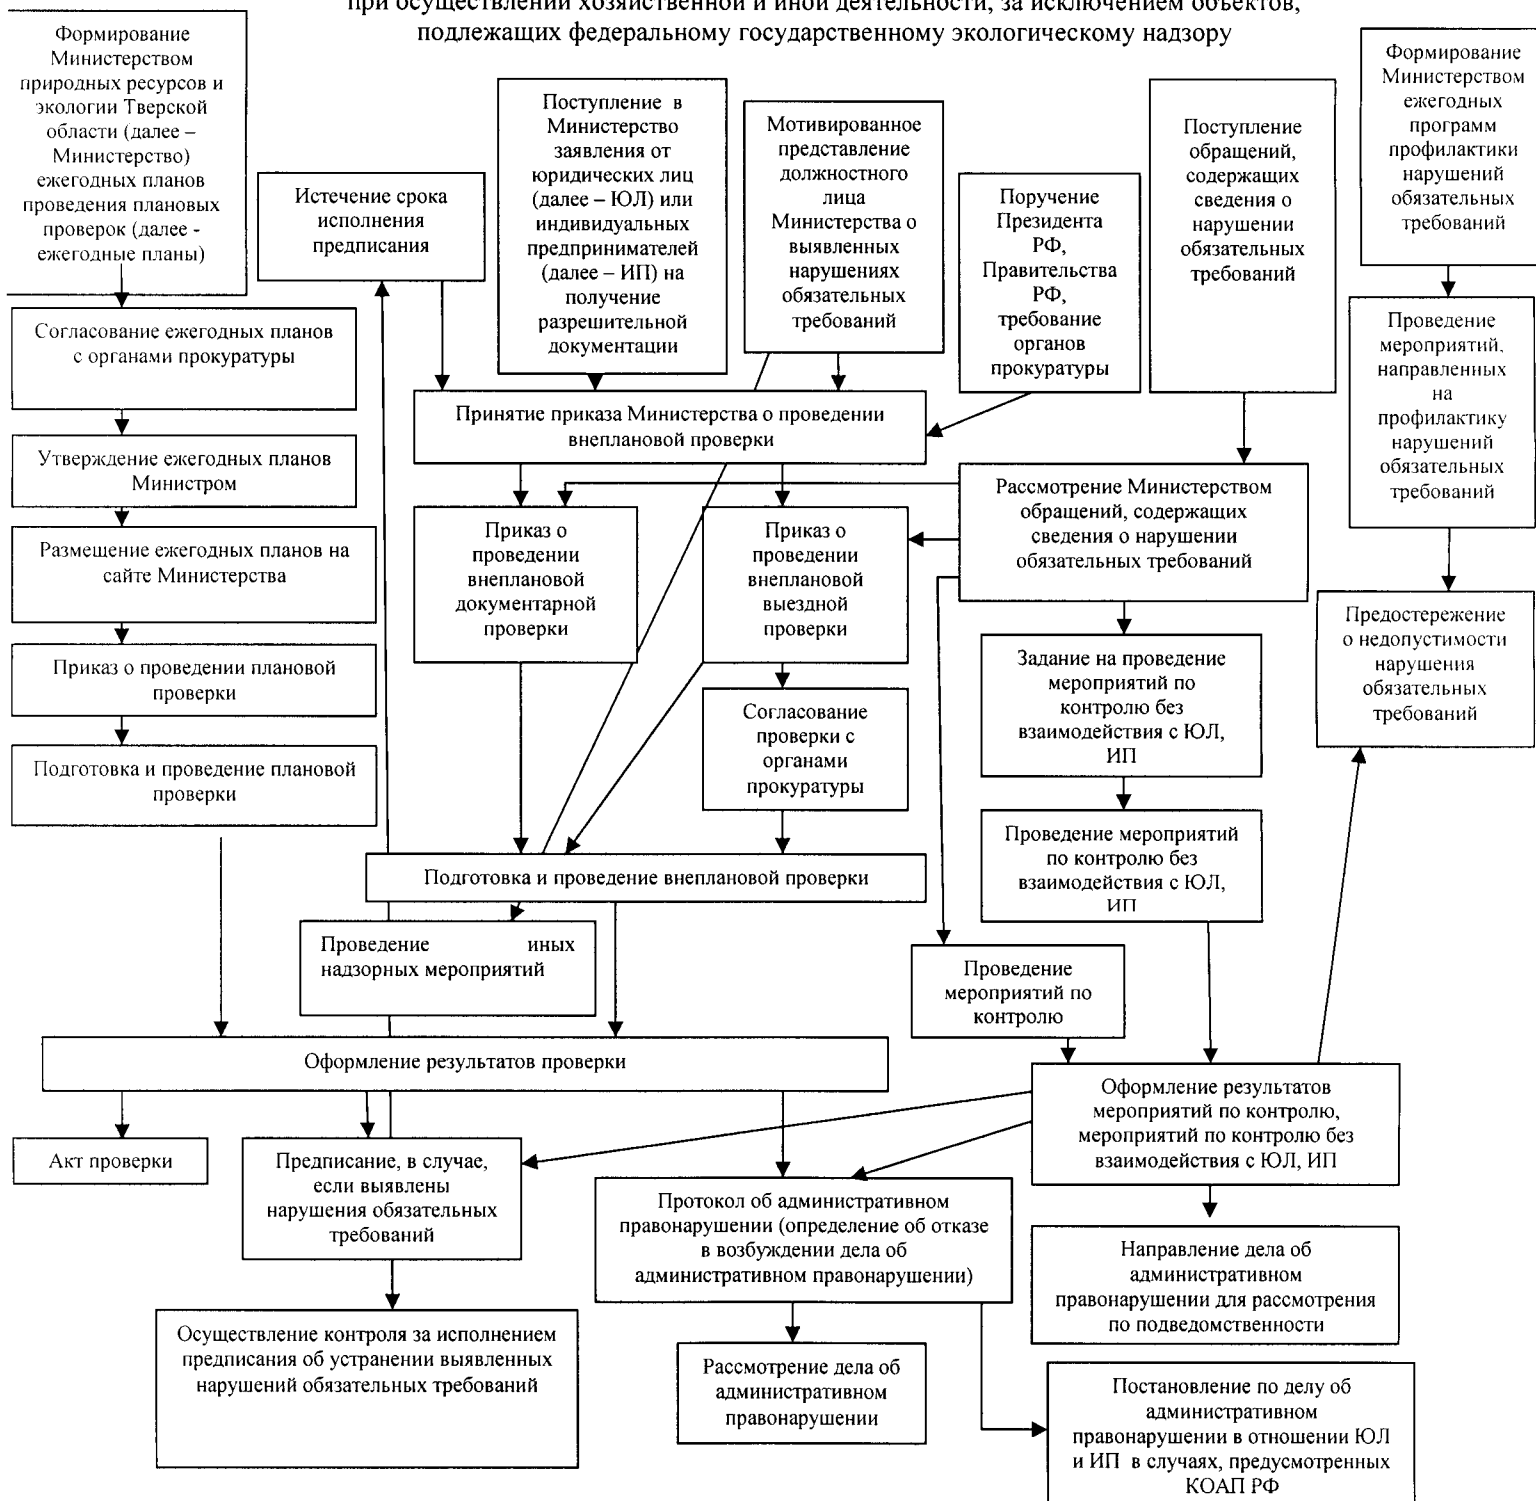 при осуществлении хозяйственной и иной деятельности, за исключением объектов,
подлежащих федеральному государственному экологическому надзору
Формирование
Министерством
природных ресурсов и
экологии Тверской
области (далее –
Министерство)
ежегодных планов
проведения плановых
проверок (далее -
ежегодные планы)
Истечение срока
исполнения
предписания
Поступление в
Министерство
заявления от
юридических лиц
(далее – ЮЛ) или
индивидуальных
предпринимателей
(далее – ИП) на
получение
разрешительной
документации
Мотивированное
представление
должностного
лица
Министерства о
выявленных
нарушениях
обязательных
требований
Поручение
Президента
РФ,
Правительства
РФ,
требование
органов
прокуратуры
Поступление
обращений,
содержащих
сведения о
нарушении
обязательных
требований
Формирование
Министерством
ежегодных
программ
профилактики
нарушений
обязательных
требований
Согласование ежегодных планов
с органами прокуратуры
Проведение
мероприятий,
направленных
на
профилактику
нарушений
обязательных
требований
Принятие приказа Министерства о проведении
внеплановой проверки
Утверждение ежегодных планов
Министром
Рассмотрение Министерством
обращений, содержащих
сведения о нарушении
обязательных требований
Размещение ежегодных планов на
сайте Министерства
Приказ о
проведении
внеплановой
документарной
проверки
Приказ о
проведении
внеплановой
выездной
проверки
Предостережение
о недопустимости
нарушения
обязательных
требований
Приказ о проведении плановой
проверки
Задание на проведение
мероприятий по
контролю без
взаимодействия с ЮЛ,
ИП
Согласование
проверки с
органами
прокуратуры
Подготовка и проведение плановой
проверки
Проведение мероприятий
по контролю без
взаимодействия с ЮЛ,
ИП
Подготовка и проведение внеплановой проверки
Проведение иных
надзорных мероприятий
Проведение
мероприятий по
контролю
Оформление результатов проверки
Оформление результатов
мероприятий по контролю,
мероприятий по контролю без
взаимодействия с ЮЛ, ИП
Акт проверки
Предписание, в случае,
если выявлены
нарушения обязательных
требований
Протокол об административном
правонарушении (определение об отказе
в возбуждении дела об
административном правонарушении)
Направление дела об
административном
правонарушении для рассмотрения
по подведомственности
Осуществление контроля за исполнением
предписания об устранении выявленных
нарушений обязательных требований
Рассмотрение дела об
административном
правонарушении
Постановление по делу об
административном
правонарушении в отношении ЮЛ
и ИП в случаях, предусмотренных
КОАП РФ